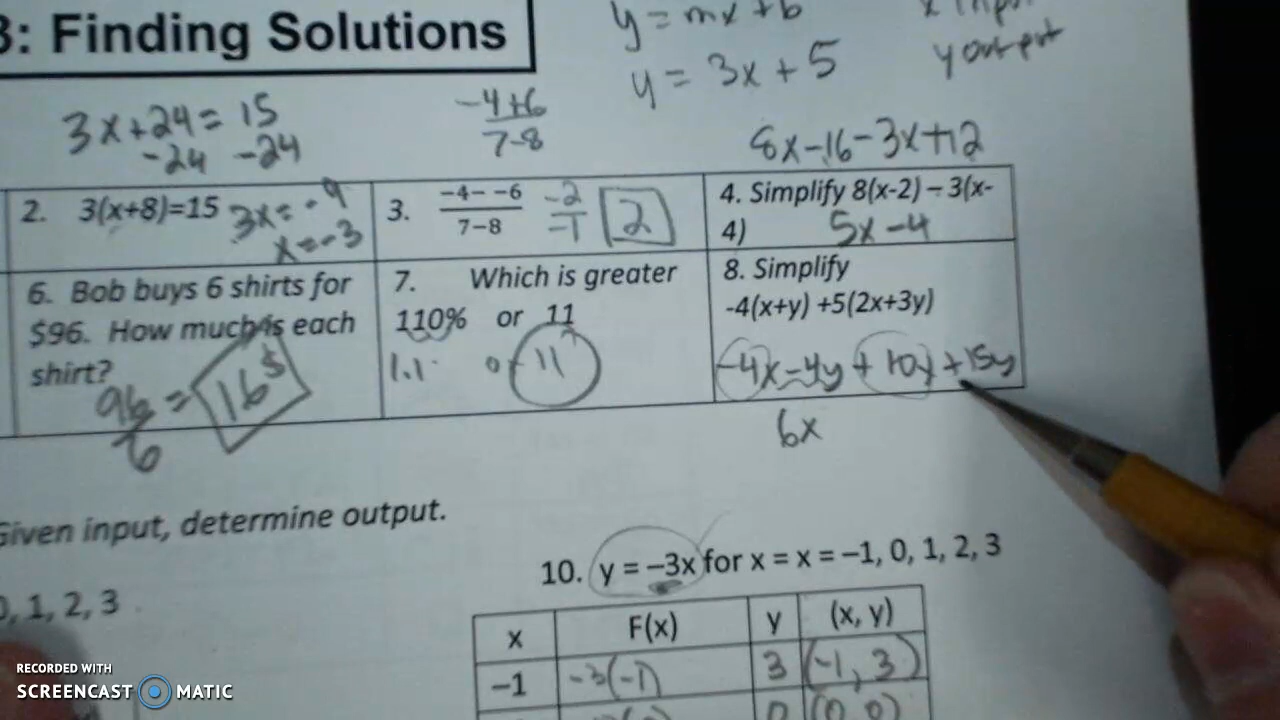 3: Finding Solutions
y = mx + b
y = 3x + 5
x input
y output
3x+24 = 15
-24 -24
-4+6
7-8
8x-16-3x+12
2. 3(x+8)=15
3x = -9
x = -3
3. -4- -6
7-8
-2
-1
2
4. Simplify 8(x-2) – 3(x-
4)
5x-4
6. Bob buys 6 shirts for
$96. How much is each
shirt?
96
6
= 16$
7. Which is greater
110% or 11
1.1 or 11
8. Simplify
-4(x+y) +5(2x+3y)
-4x-4y + 10y +15y
6x
Given input, determine output.
0, 1, 2, 3
10. y = –3x for x = x = –1, 0, 1, 2, 3
x F(x) y (x, y)
–1 -3(-1) 3 (-1, 3)
0 (0, 0)
RECORDED WITH
SCREENCAST MATIC